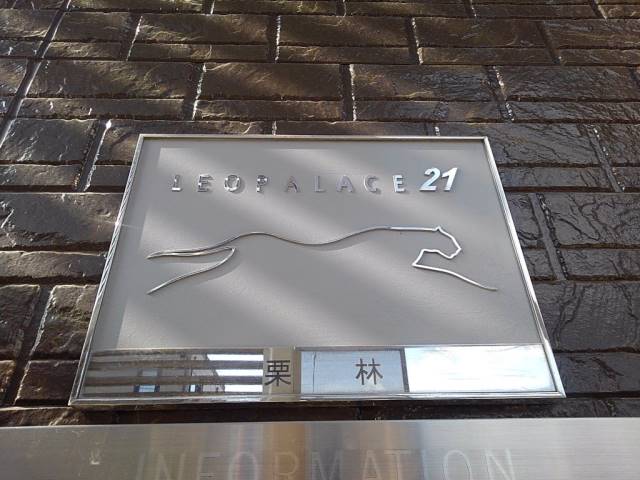 LEOPALACE 21
栗林
INFORMATION